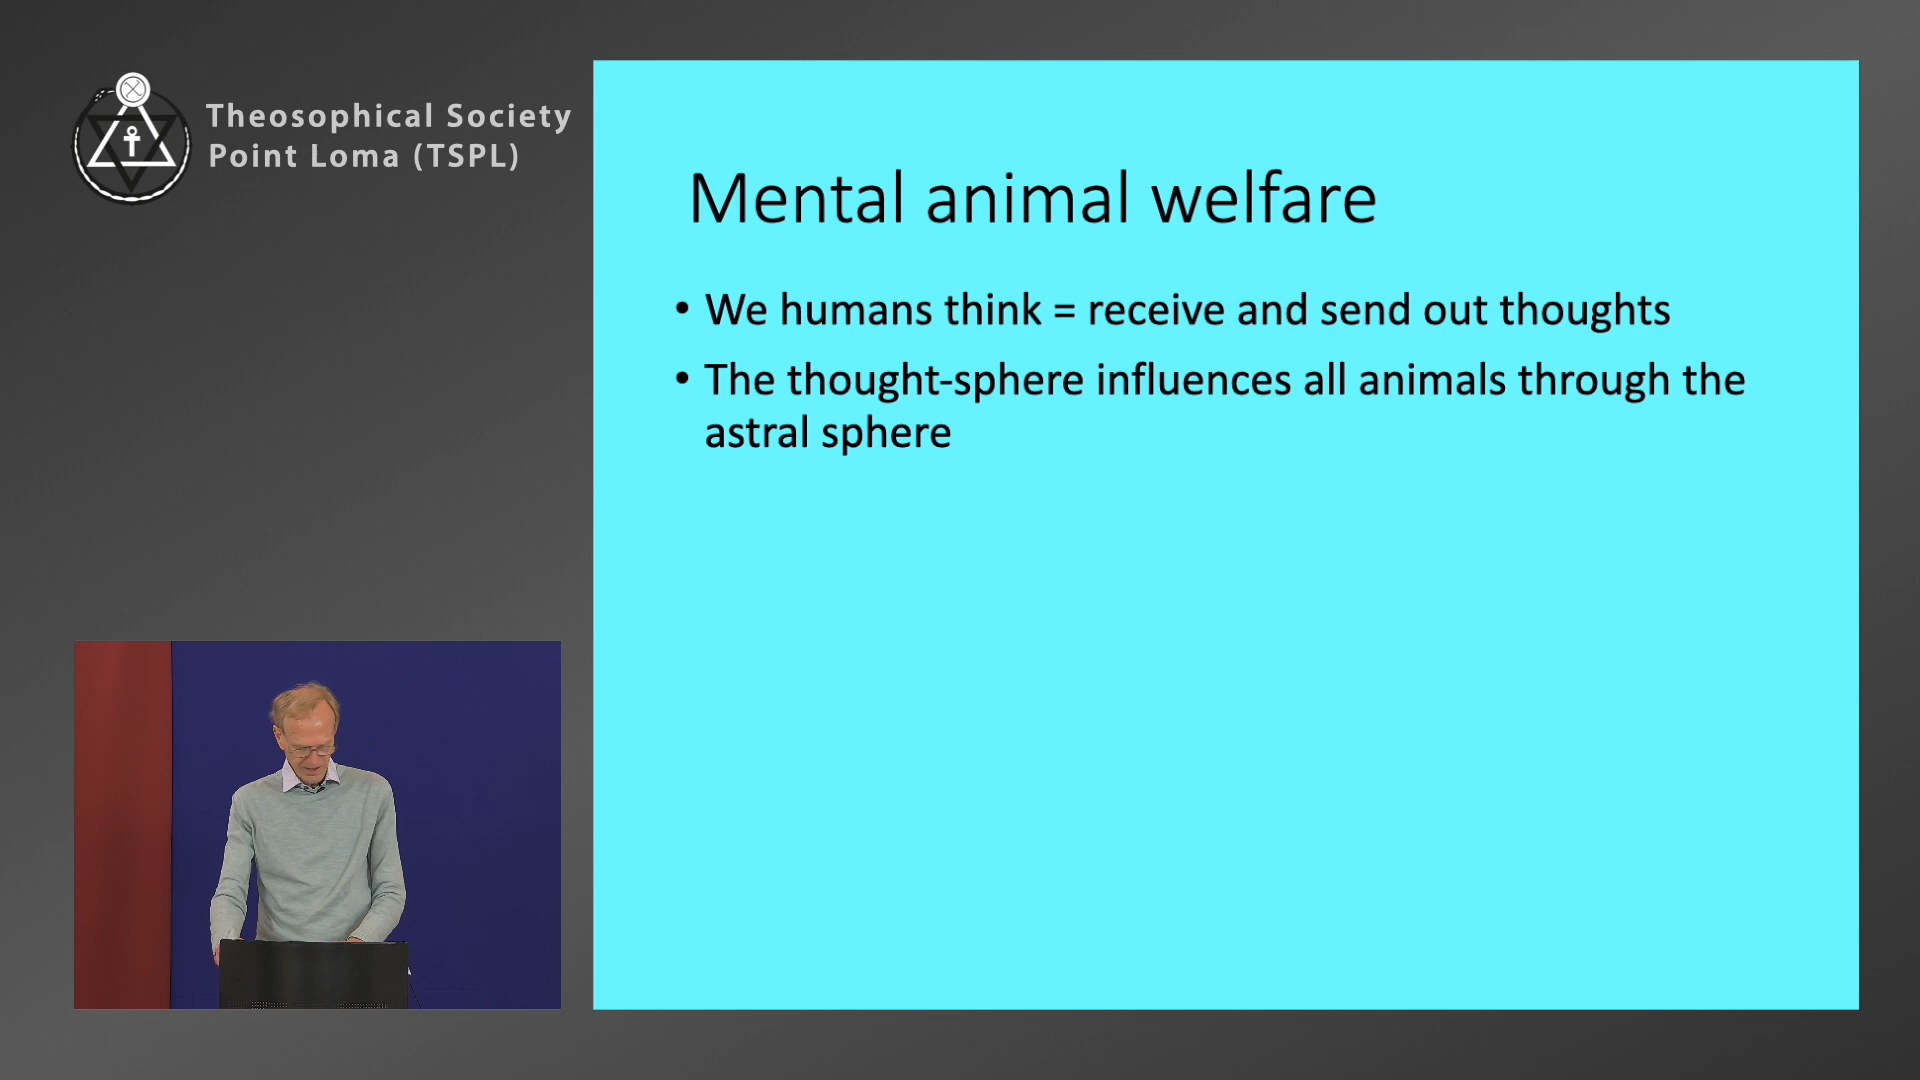 Theosophical Society
Point Loma (TSPL)
Mental animal welfare
• We humans think = receive and send out thoughts
• The thought-sphere influences all animals through the
astral sphere